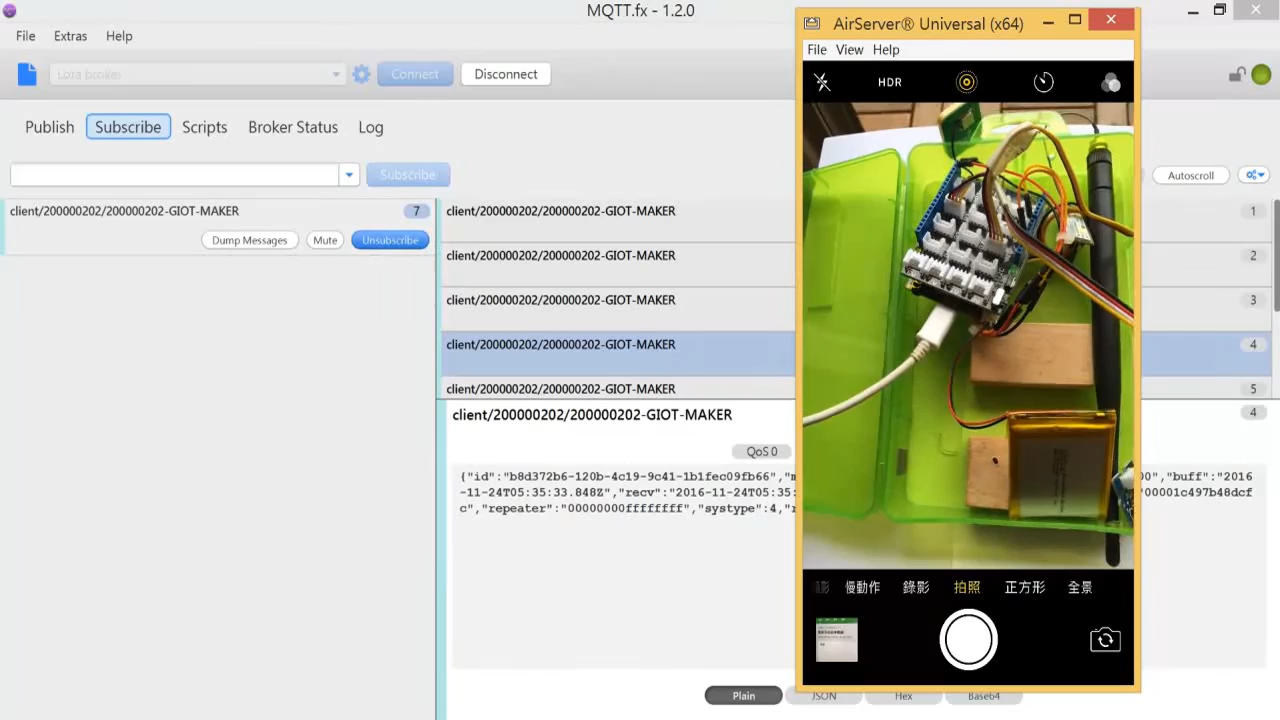 MQTT.fx - 1.2.0
File Extras Help
Lora broker
Connect
Disconnect
Publish
Subscribe
Scripts
Broker Status
Log
Subscribe
Autoscroll
client/200000202/200000202-GIOT-MAKER
7
Dump Messages
Mute
Unsubscribe
client/200000202/200000202-GIOT-MAKER
1
client/200000202/200000202-GIOT-MAKER
2
client/200000202/200000202-GIOT-MAKER
3
client/200000202/200000202-GIOT-MAKER
4
client/200000202/200000202-GIOT-MAKER
5
client/200000202/200000202-GIOT-MAKER
4
QoS 0
{"id":"b8d372b6-120b-4c19-9c41-1b1fec09fb66","m 00","buff":"2016
-11-24T05:35:33.848Z","recv":"2016-11-24T05:35: "00001c497b48dcf
c","repeater":"00000000ffffffff","systype":4,"r
Plain
JSON
Hex
Base64
AirServer® Universal (x64)
File View Help
HDR
慢動作
錄影
拍照
正方形
全景